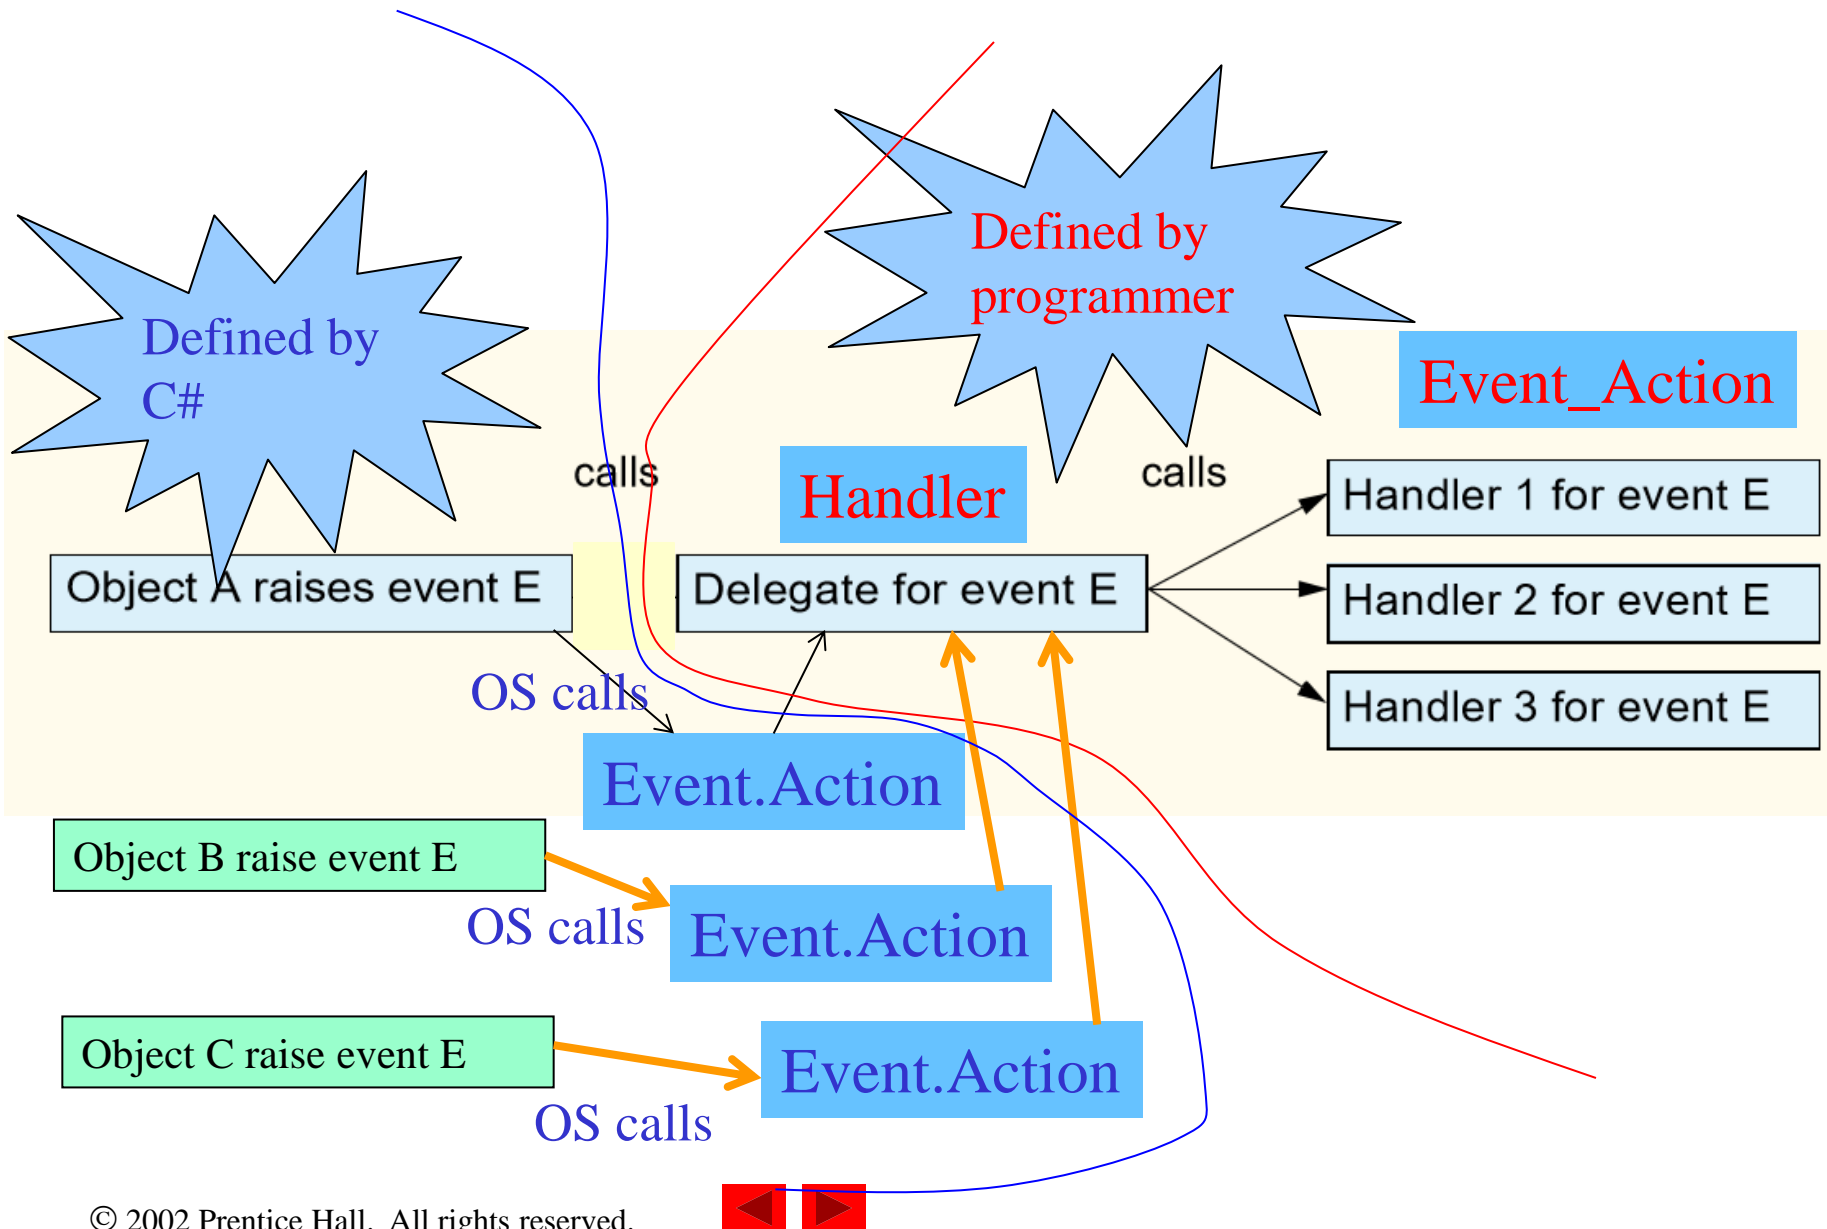 Defined by
programmer
Defined by
C#
Event_Action
calls
Handler
calls
Handler 1 for event E
Object A raises event E
Delegate for event E
Handler 2 for event E
OS calls
Handler 3 for event E
Event.Action
Object B raise event E
OS calls
Event.Action
Object C raise event E
Event.Action
OS calls
© 2002 Prentice Hall. All rights reserved.